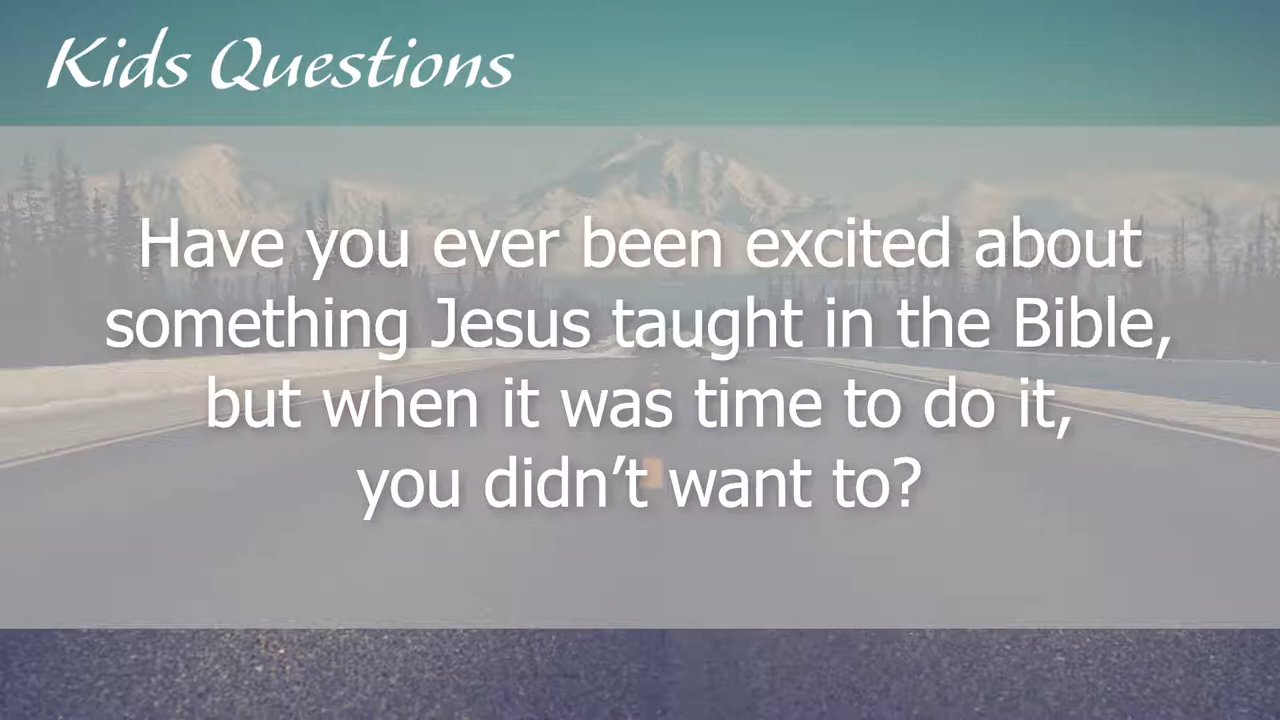 Kids Questions
Have you ever been excited about
something Jesus taught in the Bible,
but when it was time to do it,
you didn’t want to?